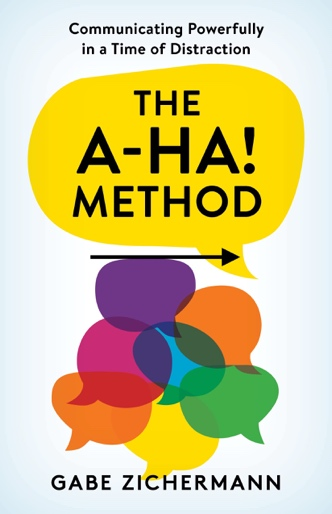 Communicating Powerfully
in a Time of Distraction
THE
A-HA!
METHOD
GABE ZICHERMANN